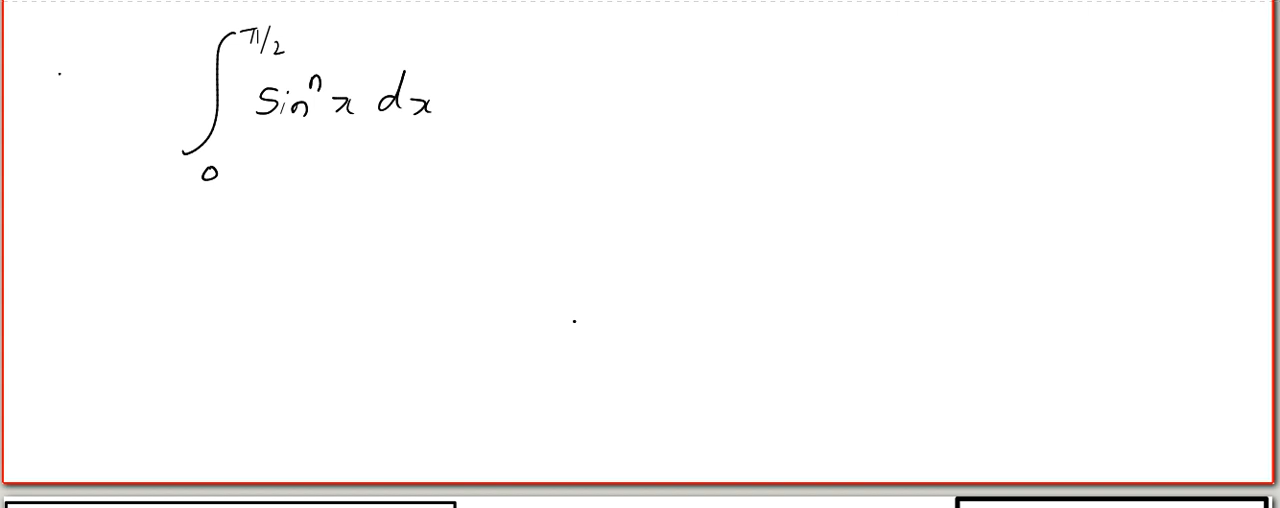 ∫₀^{π/2} sinⁿ x dx